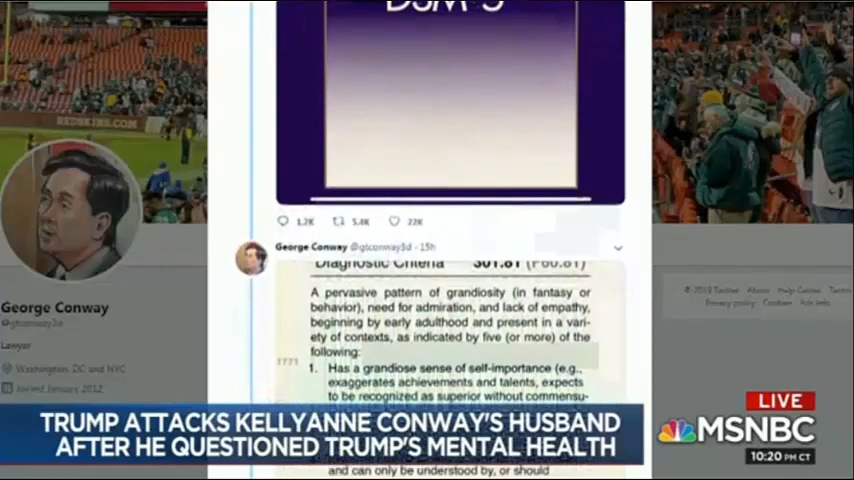 DSM-5
REDSKINS.COM
1.2K 5.4K 22K
George Conway @gtconway3d · 15h
Diagnostic Criteria 301.81 (F60.81)
A pervasive pattern of grandiosity (in fantasy or
behavior), need for admiration, and lack of empathy,
beginning by early adulthood and present in a vari-
ety of contexts, as indicated by five (or more) of the
following:
1. Has a grandiose sense of self-importance (e.g.,
exaggerates achievements and talents, expects
to be recognized as superior without commensu-
and can only be understood by, or should
George Conway
@gtconway3d
Lawyer
Washington, DC and NYC
Joined January 2012
© 2019 Twitter About Help Center Terms
Privacy policy Cookies Ads info
TRUMP ATTACKS KELLYANNE CONWAY'S HUSBAND
AFTER HE QUESTIONED TRUMP'S MENTAL HEALTH
LIVE
MSNBC
10:20 PM CT